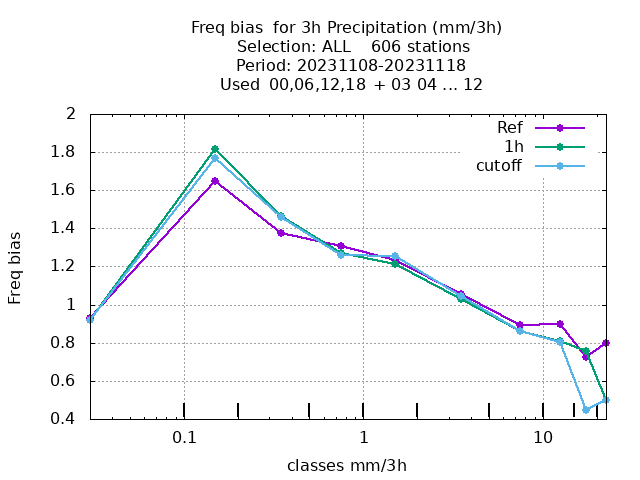 Freq bias  for 3h Precipitation (mm/3h)
Selection: ALL    606 stations
Period: 20231108-20231118
Used  00,06,12,18  + 03 04 ... 12
Ref
1h
cutoff
2
1.8
1.6
1.4
1.2
1
0.8
0.6
0.4
Freq bias
0.1 1 10
classes mm/3h